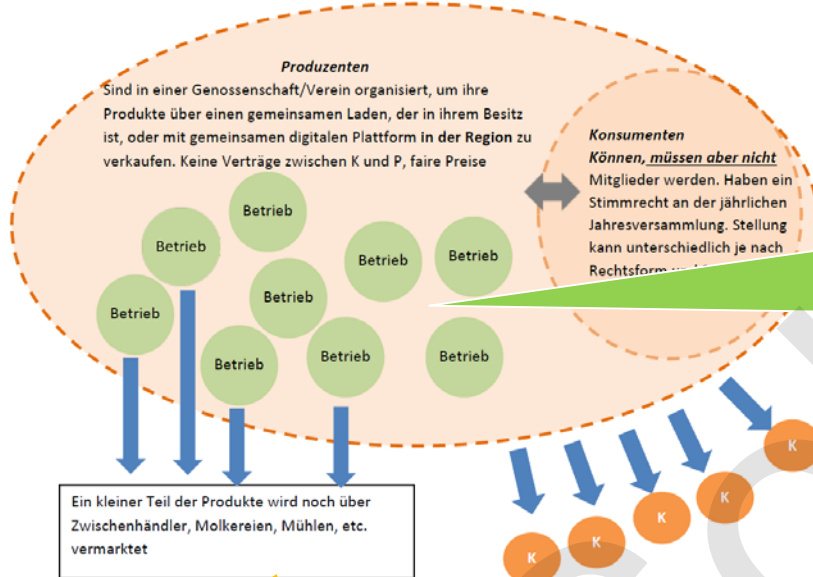 Produzenten
Sind in einer Genossenschaft/Verein organisiert, um ihre
Produkte über einen gemeinsamen Laden, der in ihrem Besitz
ist, oder mit gemeinsamen digitalen Plattform in der Region zu
verkaufen. Keine Verträge zwischen K und P, faire Preise
Konsumenten
Können, müssen aber nicht
Mitglieder werden. Haben ein
Stimmrecht an der jährlichen
Jahresversammlung. Stellung
kann unterschiedlich je nach
Rechtsform
Betrieb
Betrieb
Betrieb
Betrieb
Betrieb
Betrieb
Betrieb
Betrieb
Betrieb
Ein kleiner Teil der Produkte wird noch über
Zwischenhändler, Molkereien, Mühlen, etc.
vermarktet
K
K
K
K
K